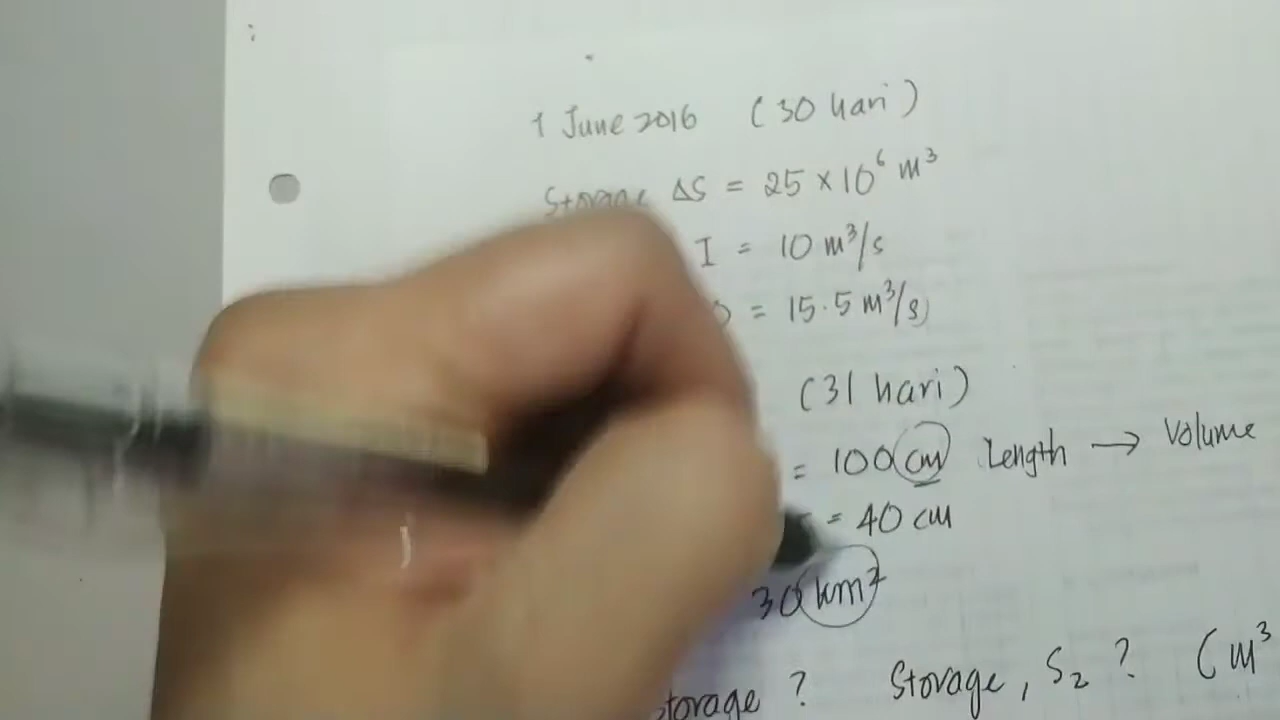 1 June 2016 (30 hari)
Storage ΔS = 25 × 10⁶ m³
I = 10 m³/s
= 15.5 m³/s
(31 hari)
= 100 cm Length → Volume
= 40 cm
30 km²
Storage ? Storage, S₂ ? (m³